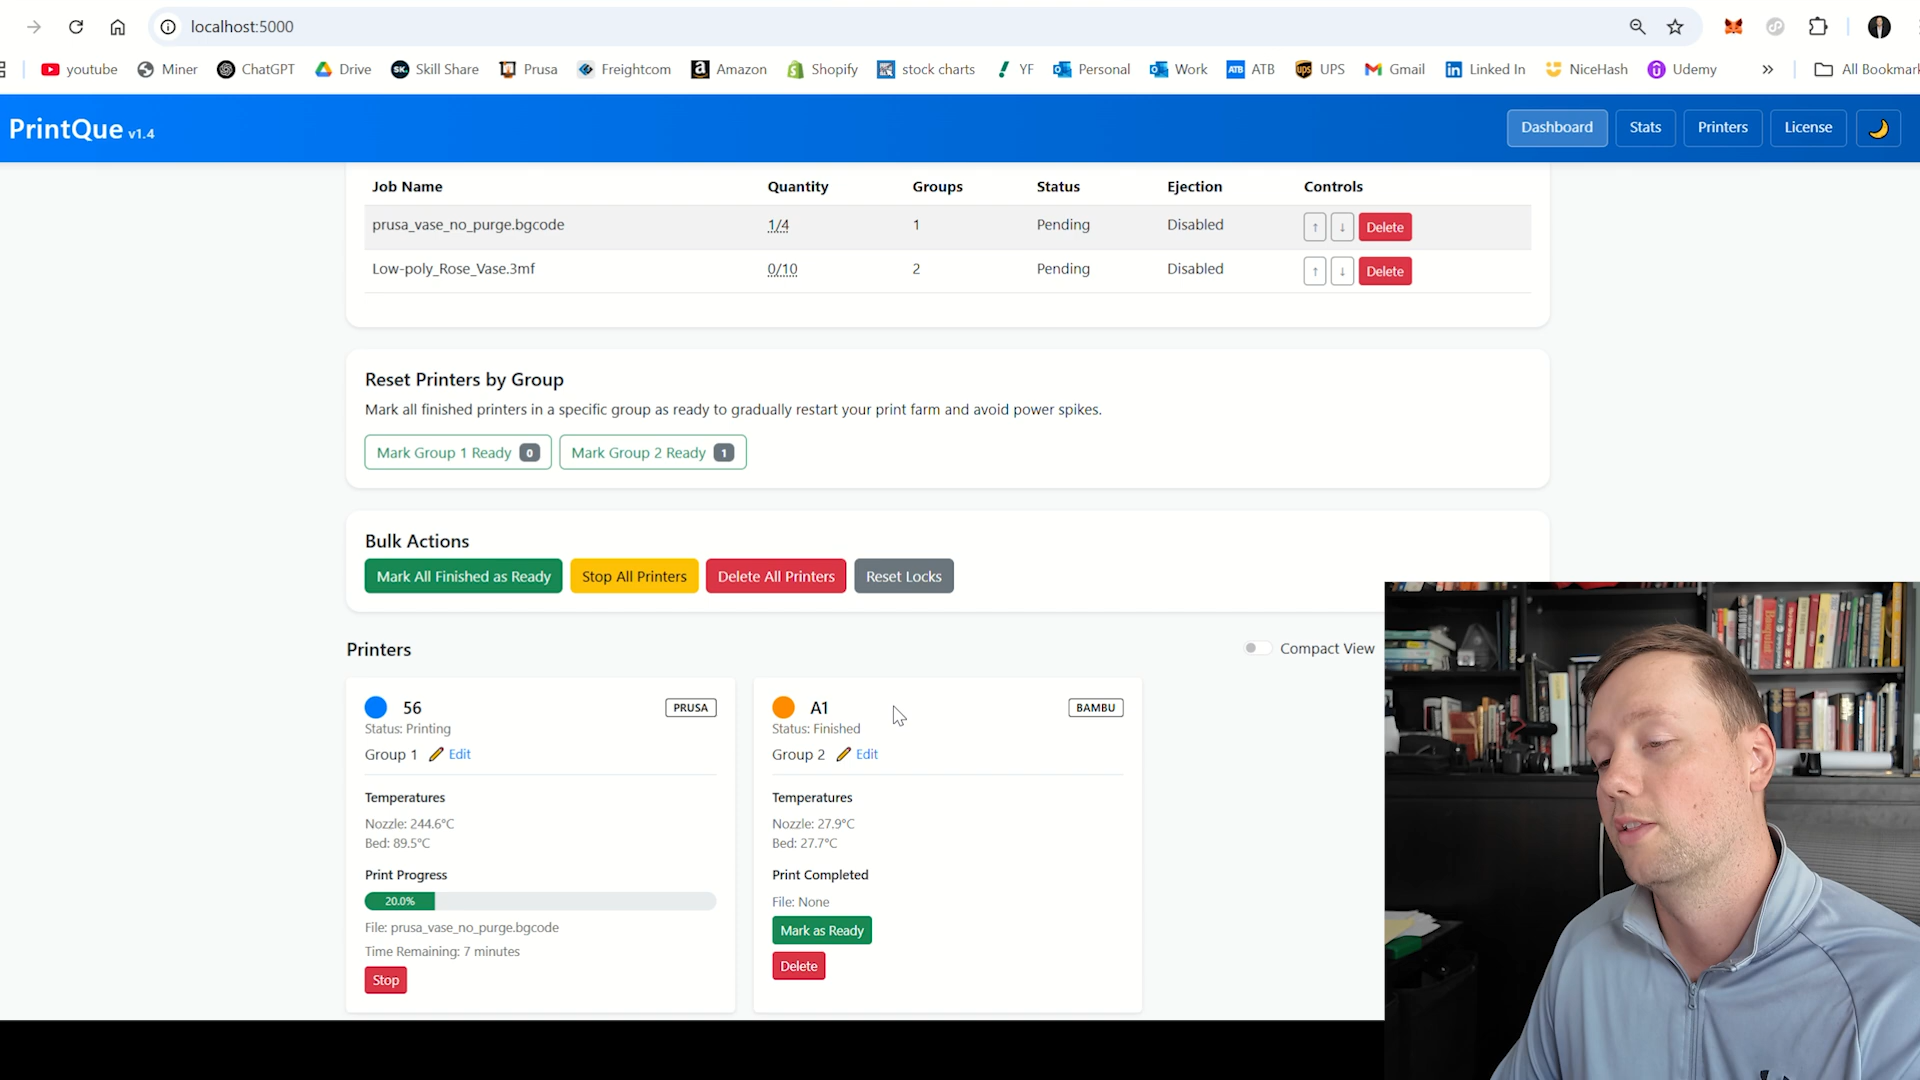 localhost:5000
youtube Miner ChatGPT Drive Skill Share Prusa Freightcom Amazon Shopify stock charts YF Personal Work ATB UPS Gmail Linked In NiceHash Udemy » All Bookmark
PrintQue v1.4
Dashboard Stats Printers License
Job Name Quantity Groups Status Ejection Controls
prusa_vase_no_purge.bgcode 1/4 1 Pending Disabled ↑ ↓ Delete
Low-poly_Rose_Vase.3mf 0/10 2 Pending Disabled ↑ ↓ Delete
Reset Printers by Group
Mark all finished printers in a specific group as ready to gradually restart your print farm and avoid power spikes.
Mark Group 1 Ready 0 Mark Group 2 Ready 1
Bulk Actions
Mark All Finished as Ready Stop All Printers Delete All Printers Reset Locks
Printers Compact View
56 PRUSA
Status: Printing
Group 1 Edit
Temperatures
Nozzle: 244.6°C
Bed: 89.5°C
Print Progress
20.0%
File: prusa_vase_no_purge.bgcode
Time Remaining: 7 minutes
Stop
A1 BAMBU
Status: Finished
Group 2 Edit
Temperatures
Nozzle: 27.9°C
Bed: 27.7°C
Print Completed
File: None
Mark as Ready
Delete